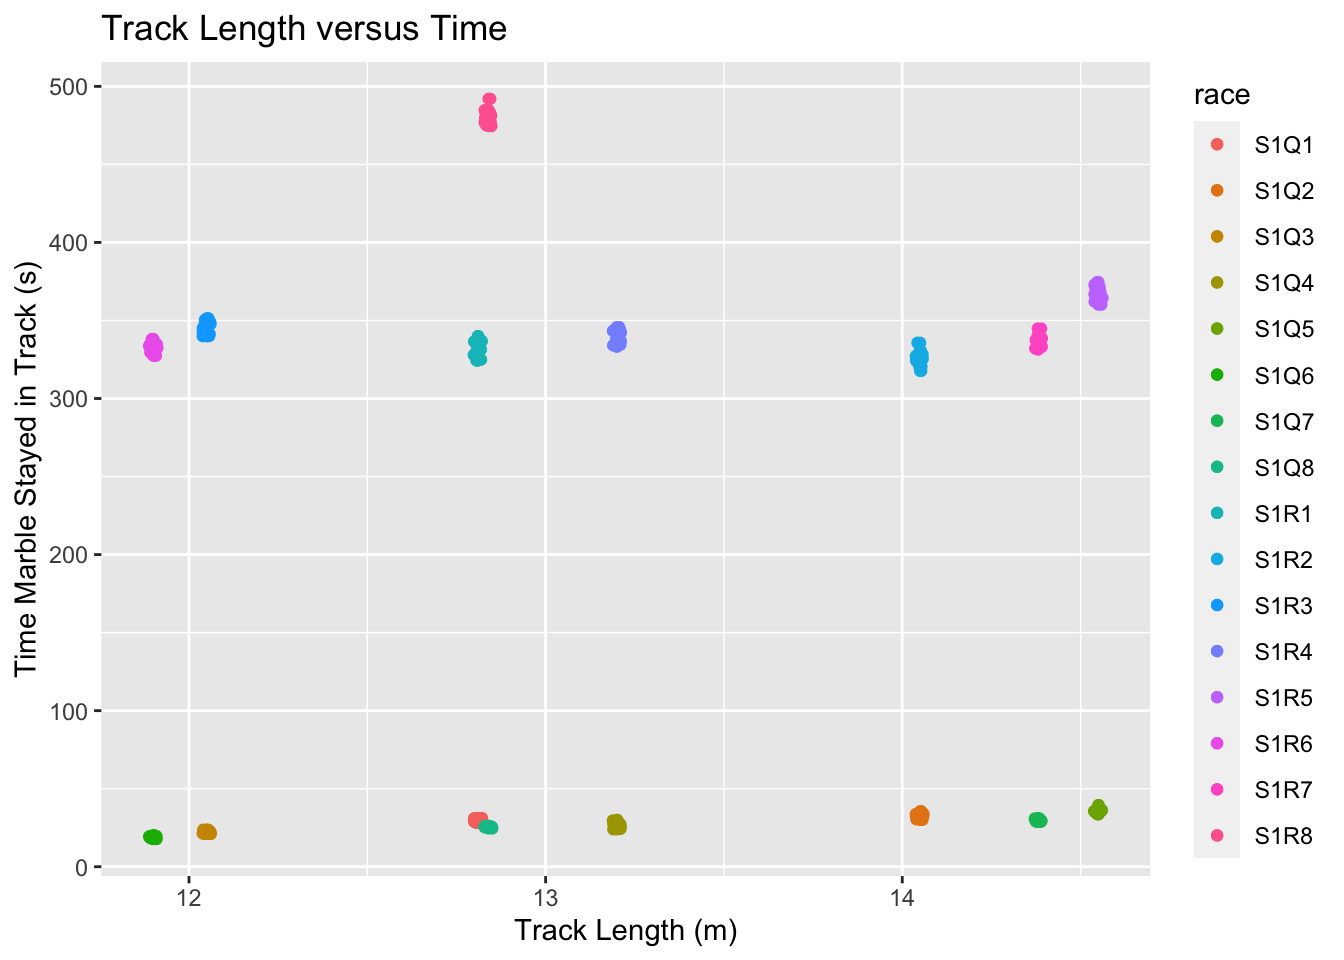 Track Length versus Time
Time Marble Stayed in Track (s)
500
400
300
200
100
0
12
13
14
Track Length (m)
race
S1Q1
S1Q2
S1Q3
S1Q4
S1Q5
S1Q6
S1Q7
S1Q8
S1R1
S1R2
S1R3
S1R4
S1R5
S1R6
S1R7
S1R8